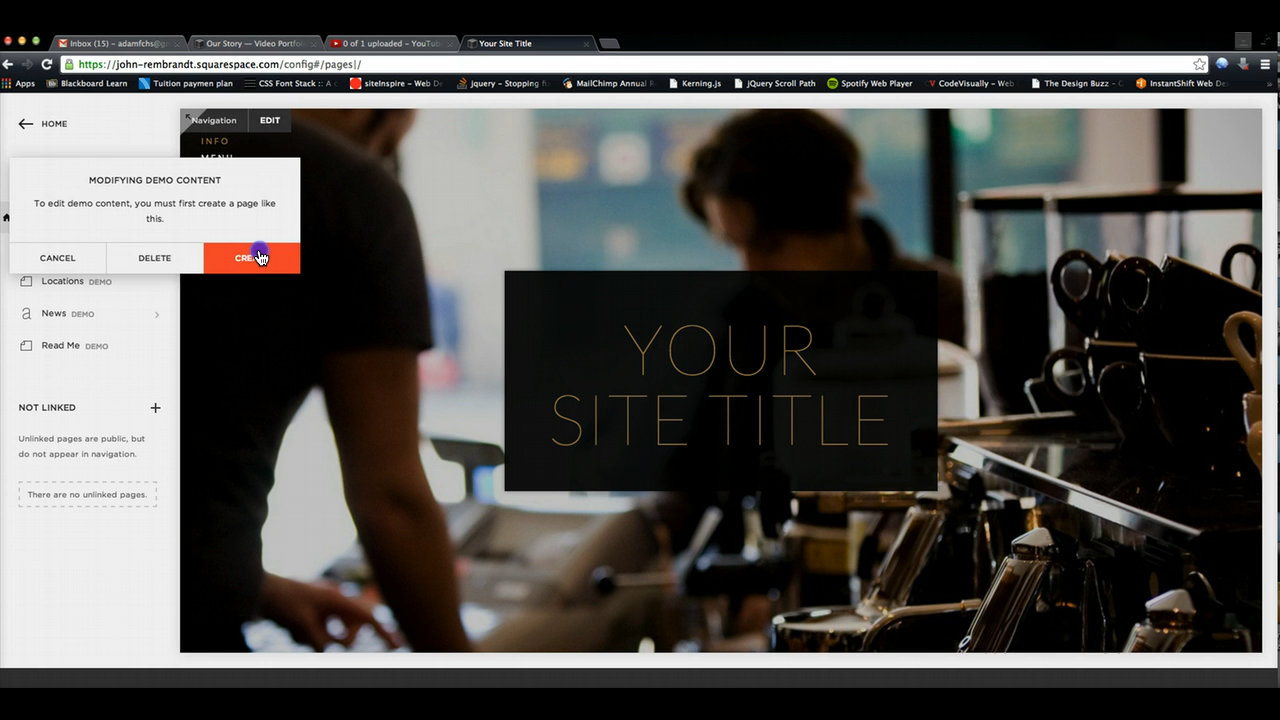 Inbox (15) – adamfchs@g
Our Story — Video Portfol
0 of 1 uploaded - YouTub
Your Site Title
https://john-rembrandt.squarespace.com/config#/pages|/
Apps
Blackboard Learn
Tuition paymen plan
CSS Font Stack :: A
siteInspire – Web De
jquery – Stopping fi
MailChimp Annual R
Kerning.js
jQuery Scroll Path
Spotify Web Player
CodeVisually – Web
The Design Buzz –
InstantShift Web De
HOME
Navigation
EDIT
INFO
MODIFYING DEMO CONTENT
To edit demo content, you must first create a page like
this.
CANCEL
DELETE
CRE
Locations DEMO
News DEMO
Read Me DEMO
NOT LINKED
Unlinked pages are public, but
do not appear in navigation.
There are no unlinked pages.
YOUR
SITE TITLE